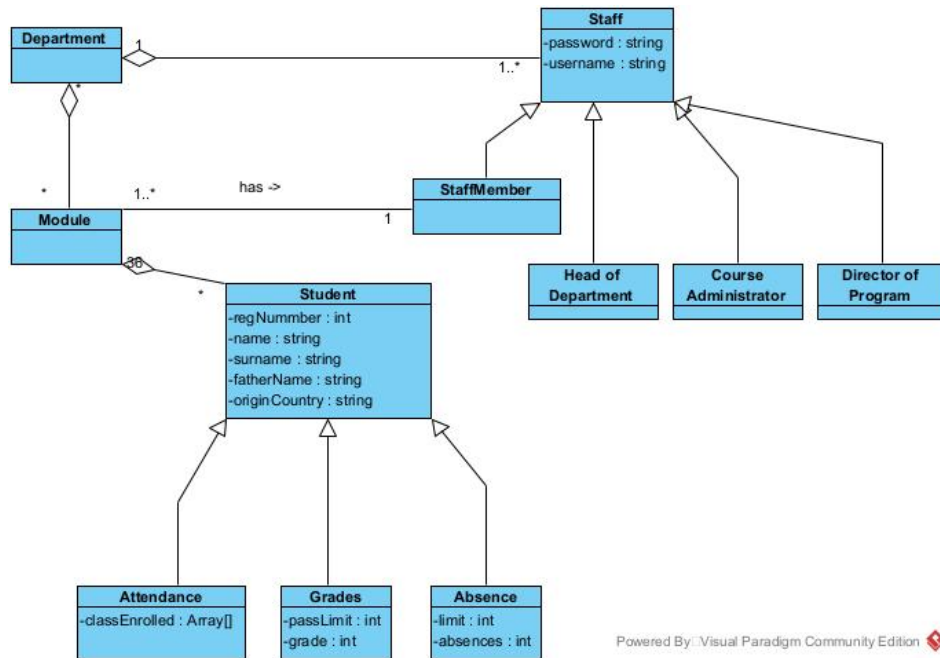 Staff
-password : string
-username : string
Department
1
1..*
*
*
Module
1..*
has ->
1
StaffMember
Head of
Department
Course
Administrator
Director of
Program
36
*
Student
-regNummber : int
-name : string
-surname : string
-fatherName : string
-originCountry : string
Attendance
-classEnrolled : Array[]
Grades
-passLimit : int
-grade : int
Absence
-limit : int
-absences : int
Powered By Visual Paradigm Community Edition